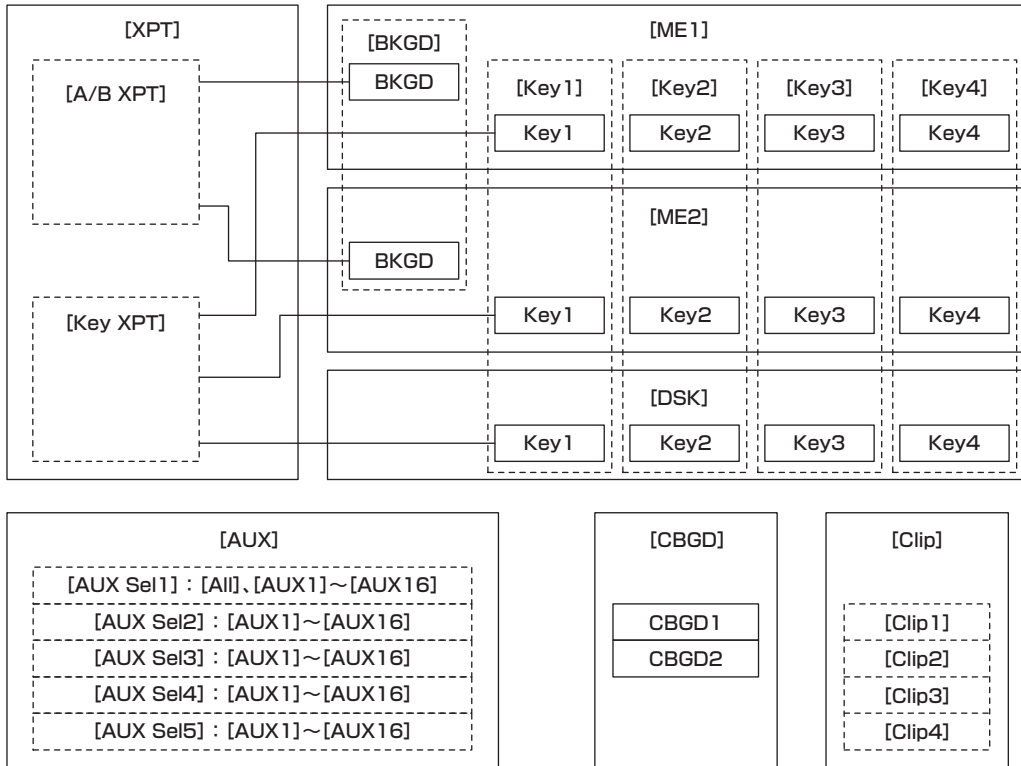 [XPT]
[A/B XPT]
[Key XPT]
[BKGD]
BKGD
BKGD
[ME1]
[Key1] [Key2] [Key3] [Key4]
Key1 Key2 Key3 Key4
[ME2]
Key1 Key2 Key3 Key4
[DSK]
Key1 Key2 Key3 Key4
[AUX]
[AUX Sel1]：[All]、[AUX1]～[AUX16]
[AUX Sel2]：[AUX1]～[AUX16]
[AUX Sel3]：[AUX1]～[AUX16]
[AUX Sel4]：[AUX1]～[AUX16]
[AUX Sel5]：[AUX1]～[AUX16]
[CBGD]
CBGD1
CBGD2
[Clip]
[Clip1]
[Clip2]
[Clip3]
[Clip4]